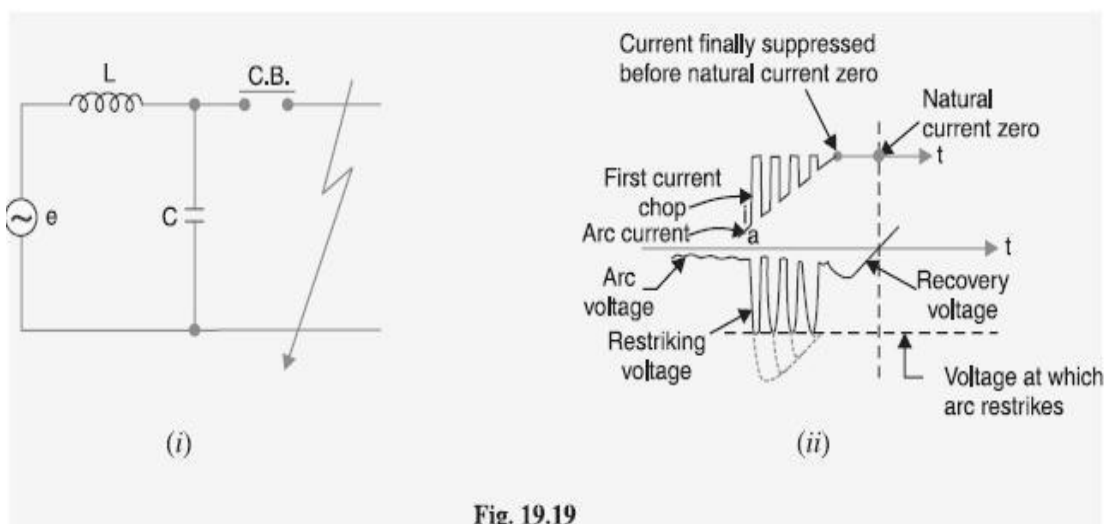 L
C.B.
e
C
(i)
Current finally suppressed
before natural current zero
Natural
current zero
t
First current
chop
i
Arc current
a
t
Arc
voltage
Recovery
voltage
Restriking
voltage
Voltage at which
arc restrikes
(ii)
Fig. 19.19